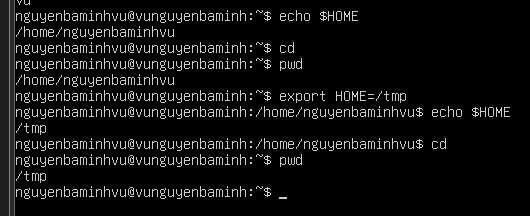 vu
nguyenbaminhvu@vunguyenbaminh:~$ echo $HOME
/home/nguyenbaminhvu
nguyenbaminhvu@vunguyenbaminh:~$ cd
nguyenbaminhvu@vunguyenbaminh:~$ pwd
/home/nguyenbaminhvu
nguyenbaminhvu@vunguyenbaminh:~$ export HOME=/tmp
nguyenbaminhvu@vunguyenbaminh:/home/nguyenbaminhvu$ echo $HOME
/tmp
nguyenbaminhvu@vunguyenbaminh:/home/nguyenbaminhvu$ cd
nguyenbaminhvu@vunguyenbaminh:~$ pwd
/tmp
nguyenbaminhvu@vunguyenbaminh:~$ _